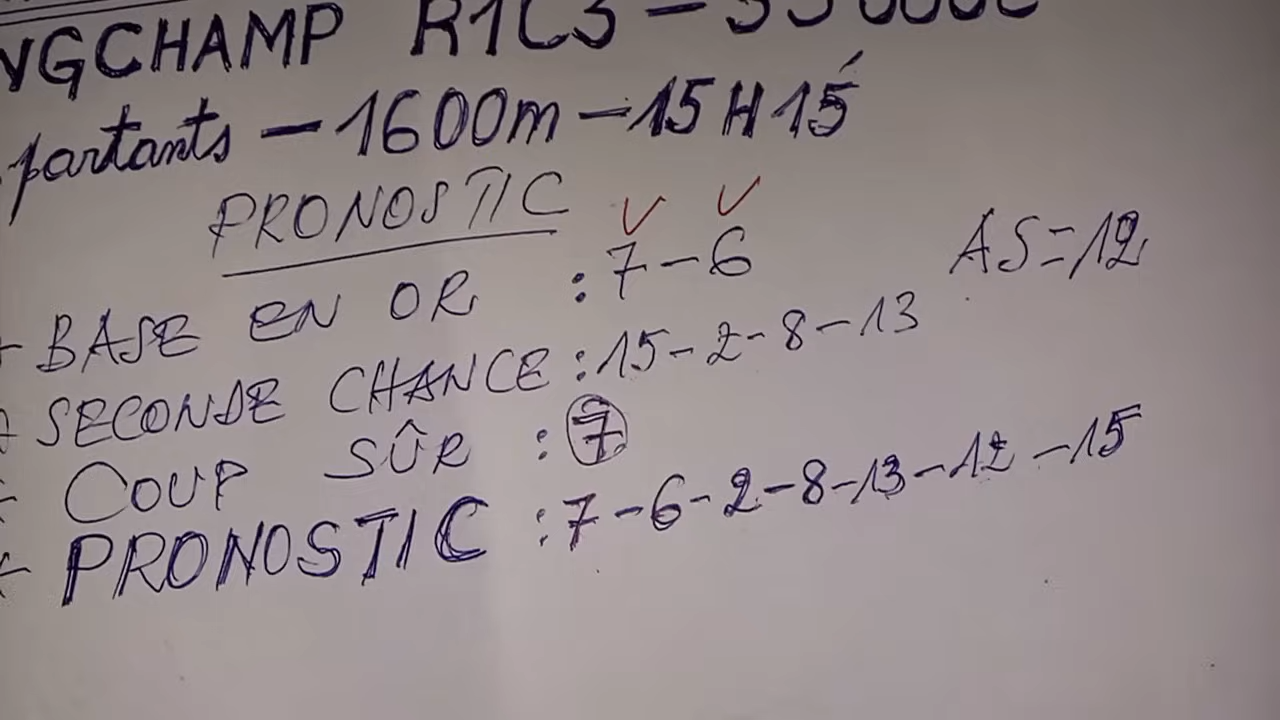 NGCHAMP R1C3 -
partants - 1600m - 15H15
PRONOSTIC
BASE EN OR : 7-6 AS=12
SECONDE CHANCE : 15-2-8-13
COUP SÛR : 7
PRONOSTIC : 7-6-2-8-13-12-15